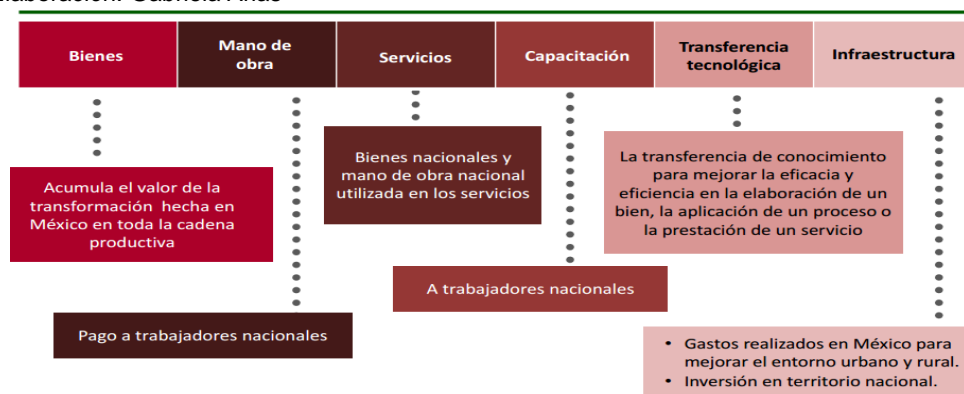 Elaboración: Gabriela Arias
Bienes
Mano de
obra
Servicios
Capacitación
Transferencia
tecnológica
Infraestructura
Acumula el valor de la
transformación hecha en
México en toda la cadena
productiva
Pago a trabajadores nacionales
Bienes nacionales y
mano de obra nacional
utilizada en los servicios
A trabajadores nacionales
La transferencia de conocimiento
para mejorar la eficacia y
eficiencia en la elaboración de un
bien, la aplicación de un proceso o
la prestación de un servicio
• Gastos realizados en México para
mejorar el entorno urbano y rural.
• Inversión en territorio nacional.